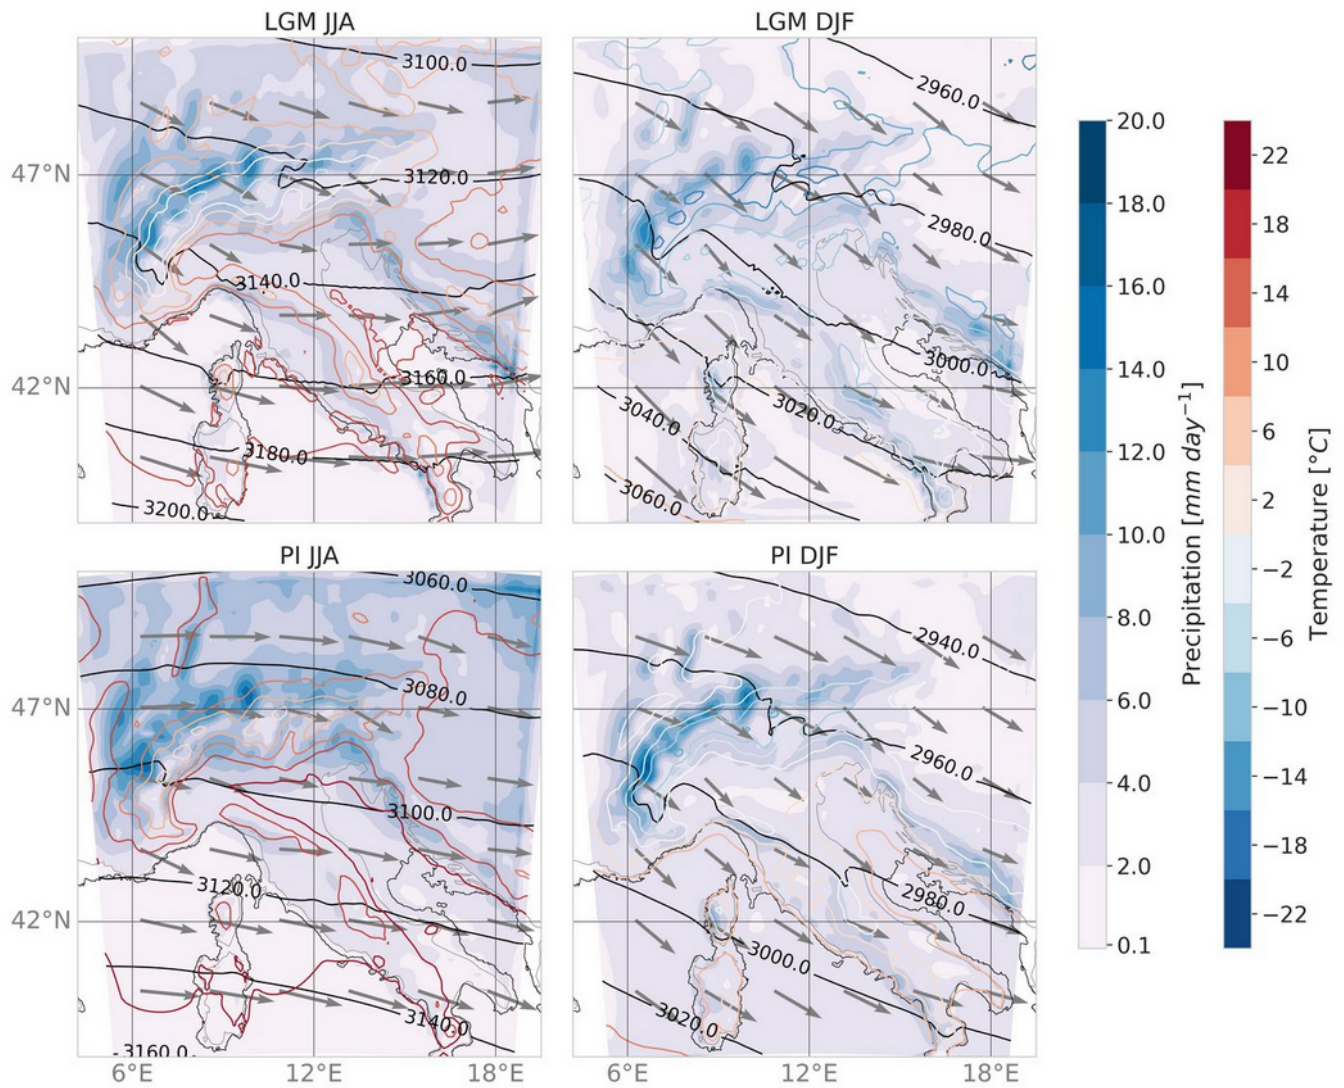 LGM JJA
LGM DJF
3100.0
3120.0
3140.0
3160.0
3180.0
3200.0
47°N
42°N
2960.0
2980.0
3000.0
3020.0
3040.0
3060.0
PI JJA
PI DJF
3060.0
3080.0
3100.0
3120.0
3140.0
3160.0
47°N
42°N
6°E
12°E
18°E
2940.0
2960.0
2980.0
3000.0
3020.0
6°E
12°E
18°E
20.0
18.0
16.0
14.0
12.0
10.0
8.0
6.0
4.0
2.0
0.1
Precipitation [mm day⁻¹]
22
18
14
10
6
2
−2
−6
−10
−14
−18
−22
Temperature [°C]